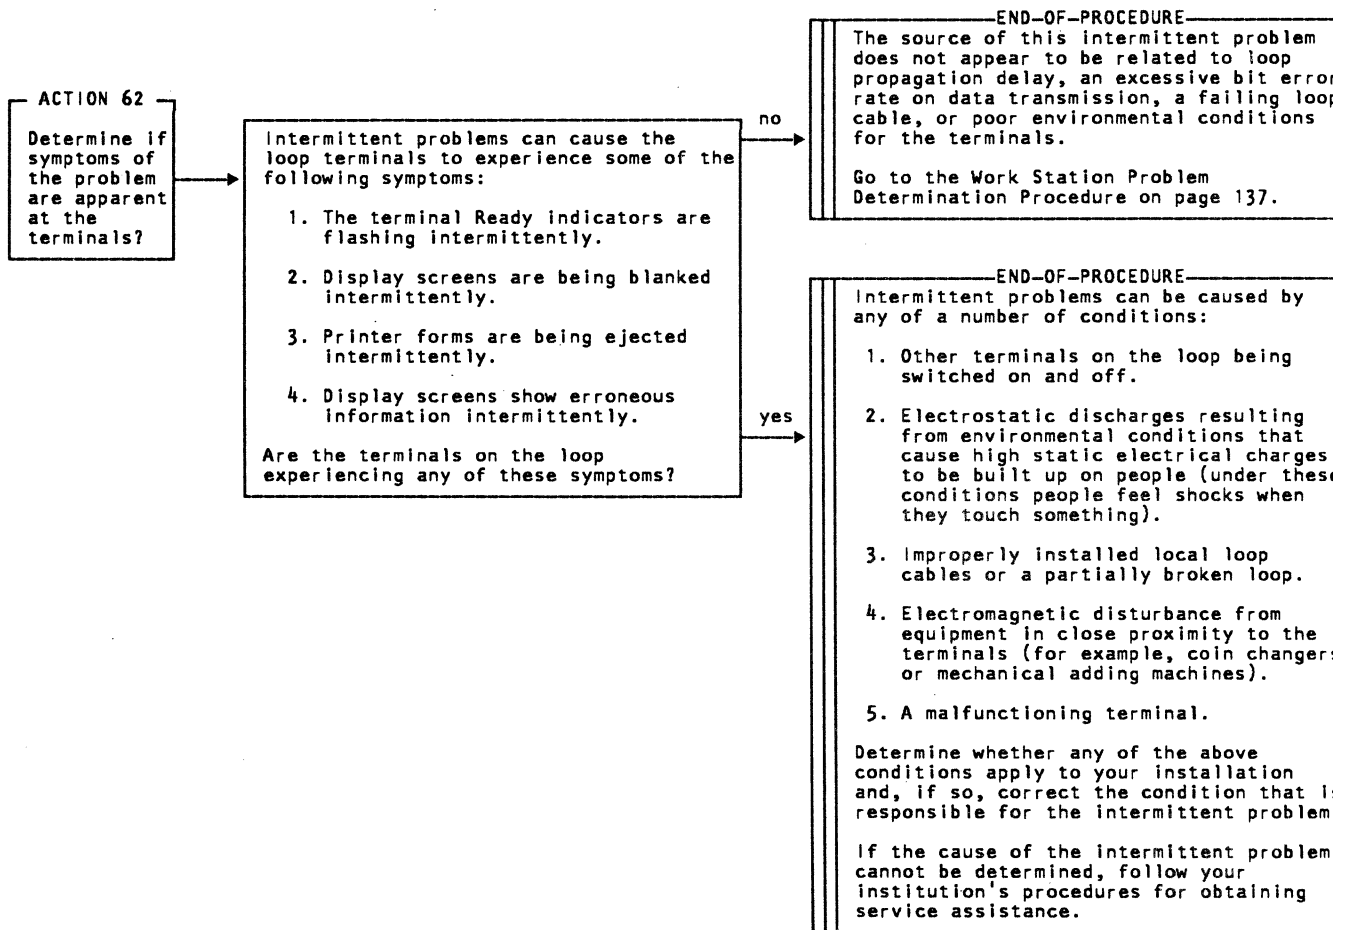 ACTION 62
Determine if
symptoms of
the problem
are apparent
at the
terminals?
Intermittent problems can cause the
loop terminals to experience some of the
following symptoms:
1. The terminal Ready indicators are
flashing intermittently.
2. Display screens are being blanked
intermittently.
3. Printer forms are being ejected
intermittently.
4. Display screens show erroneous
information intermittently.
Are the terminals on the loop
experiencing any of these symptoms?
no
END-OF-PROCEDURE
The source of this intermittent problem
does not appear to be related to loop
propagation delay, an excessive bit error
rate on data transmission, a failing loop
cable, or poor environmental conditions
for the terminals.
Go to the Work Station Problem
Determination Procedure on page 137.
yes
END-OF-PROCEDURE
Intermittent problems can be caused by
any of a number of conditions:
1. Other terminals on the loop being
switched on and off.
2. Electrostatic discharges resulting
from environmental conditions that
cause high static electrical charges
to be built up on people (under these
conditions people feel shocks when
they touch something).
3. Improperly installed local loop
cables or a partially broken loop.
4. Electromagnetic disturbance from
equipment in close proximity to the
terminals (for example, coin changers
or mechanical adding machines).
5. A malfunctioning terminal.
Determine whether any of the above
conditions apply to your installation
and, if so, correct the condition that is
responsible for the intermittent problem
If the cause of the intermittent problem
cannot be determined, follow your
institution's procedures for obtaining
service assistance.